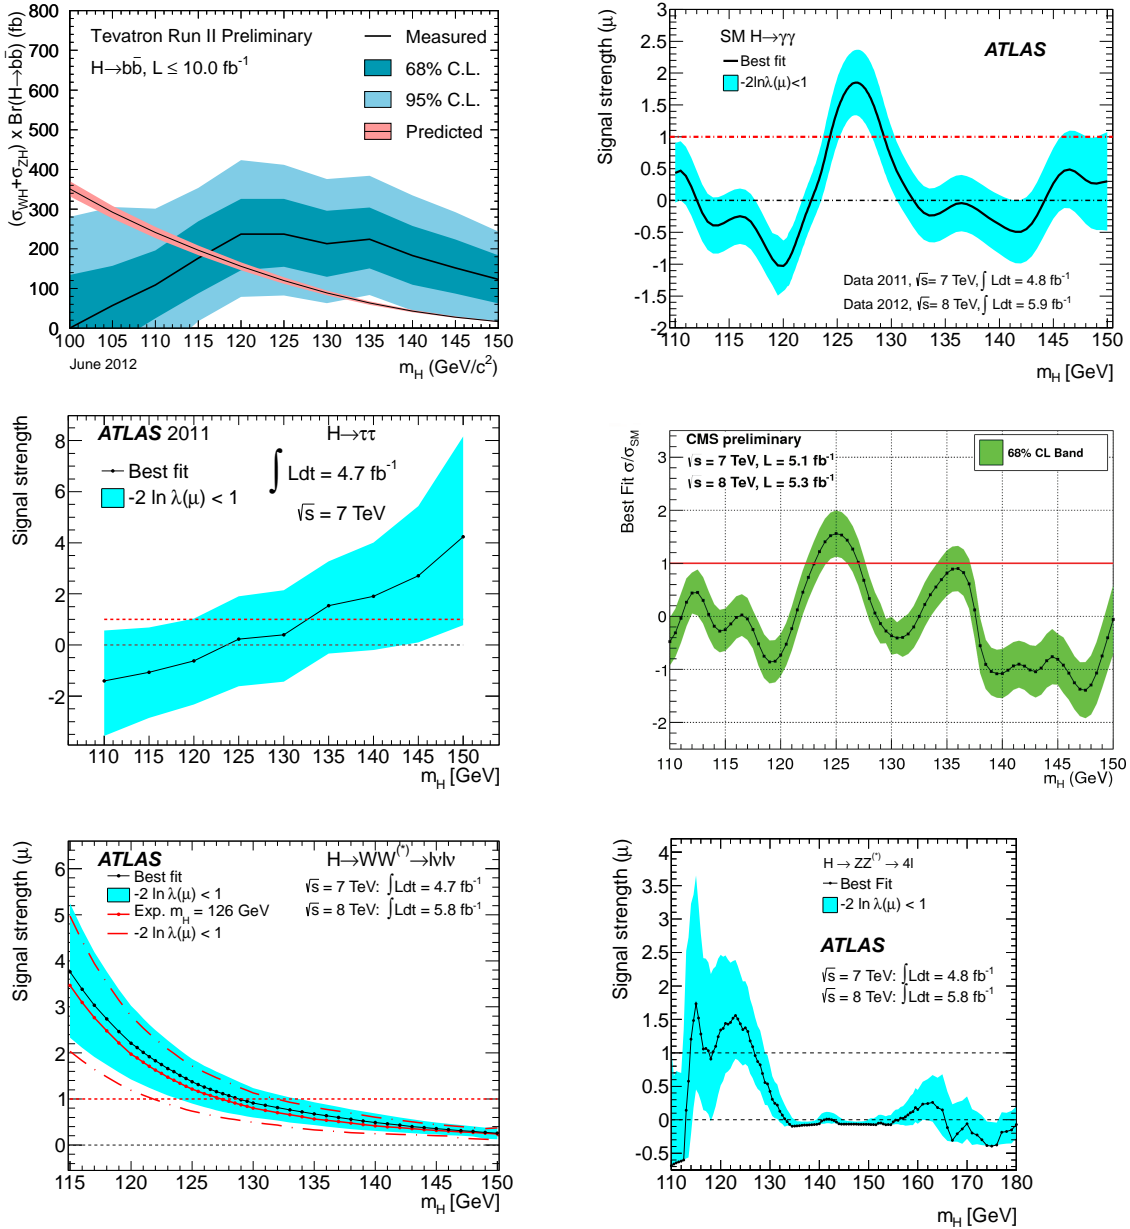 Tevatron Run II Preliminary
H→bb̄, L ≤ 10.0 fb⁻¹
Measured
68% C.L.
95% C.L.
Predicted
(σ_WH+σ_ZH) x Br(H→bb̄) (fb)
800
700
600
500
400
300
200
100
0
100 105 110 115 120 125 130 135 140 145 150
June 2012
m_H (GeV/c²)
SM H→γγ
ATLAS
Best fit
-2lnλ(μ)<1
Signal strength (μ)
3
2.5
2
1.5
1
0.5
0
-0.5
-1
-1.5
-2
Data 2011, √s= 7 TeV, ∫ Ldt = 4.8 fb⁻¹
Data 2012, √s= 8 TeV, ∫ Ldt = 5.9 fb⁻¹
110 115 120 125 130 135 140 145 150
m_H [GeV]
ATLAS 2011
H→ττ
Best fit
-2 ln λ(μ) < 1
∫ Ldt = 4.7 fb⁻¹
√s = 7 TeV
Signal strength
8
6
4
2
0
-2
110 115 120 125 130 135 140 145 150
m_H [GeV]
CMS preliminary
√s = 7 TeV, L = 5.1 fb⁻¹
√s = 8 TeV, L = 5.3 fb⁻¹
68% CL Band
Best Fit σ/σ_SM
3
2
1
0
-1
-2
110 115 120 125 130 135 140 145 150
m_H (GeV)
ATLAS
H→WW⁽*⁾→lνlν
Best fit
-2 ln λ(μ) < 1
Exp. m_H = 126 GeV
-2 ln λ(μ) < 1
√s = 7 TeV: ∫Ldt = 4.7 fb⁻¹
√s = 8 TeV: ∫Ldt = 5.8 fb⁻¹
Signal strength (μ)
6
5
4
3
2
1
0
115 120 125 130 135 140 145 150
m_H [GeV]
H→ZZ⁽*⁾→4l
Best Fit
-2 ln λ(μ) < 1
ATLAS
√s = 7 TeV: ∫Ldt = 4.8 fb⁻¹
√s = 8 TeV: ∫Ldt = 5.8 fb⁻¹
Signal strength (μ)
4
3.5
3
2.5
2
1.5
1
0.5
0
-0.5
110 120 130 140 150 160 170 180
m_H [GeV]